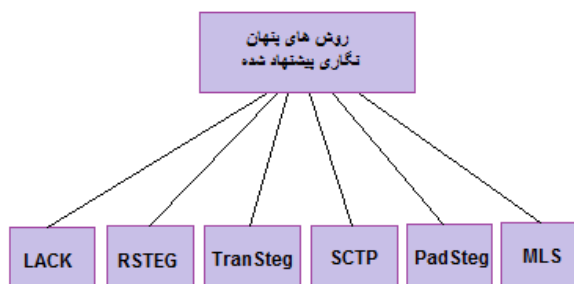 روش های پنهان
نگاری پیشنهاد شده
LACK
RSTEG
TranSteg
SCTP
PadSteg
MLS